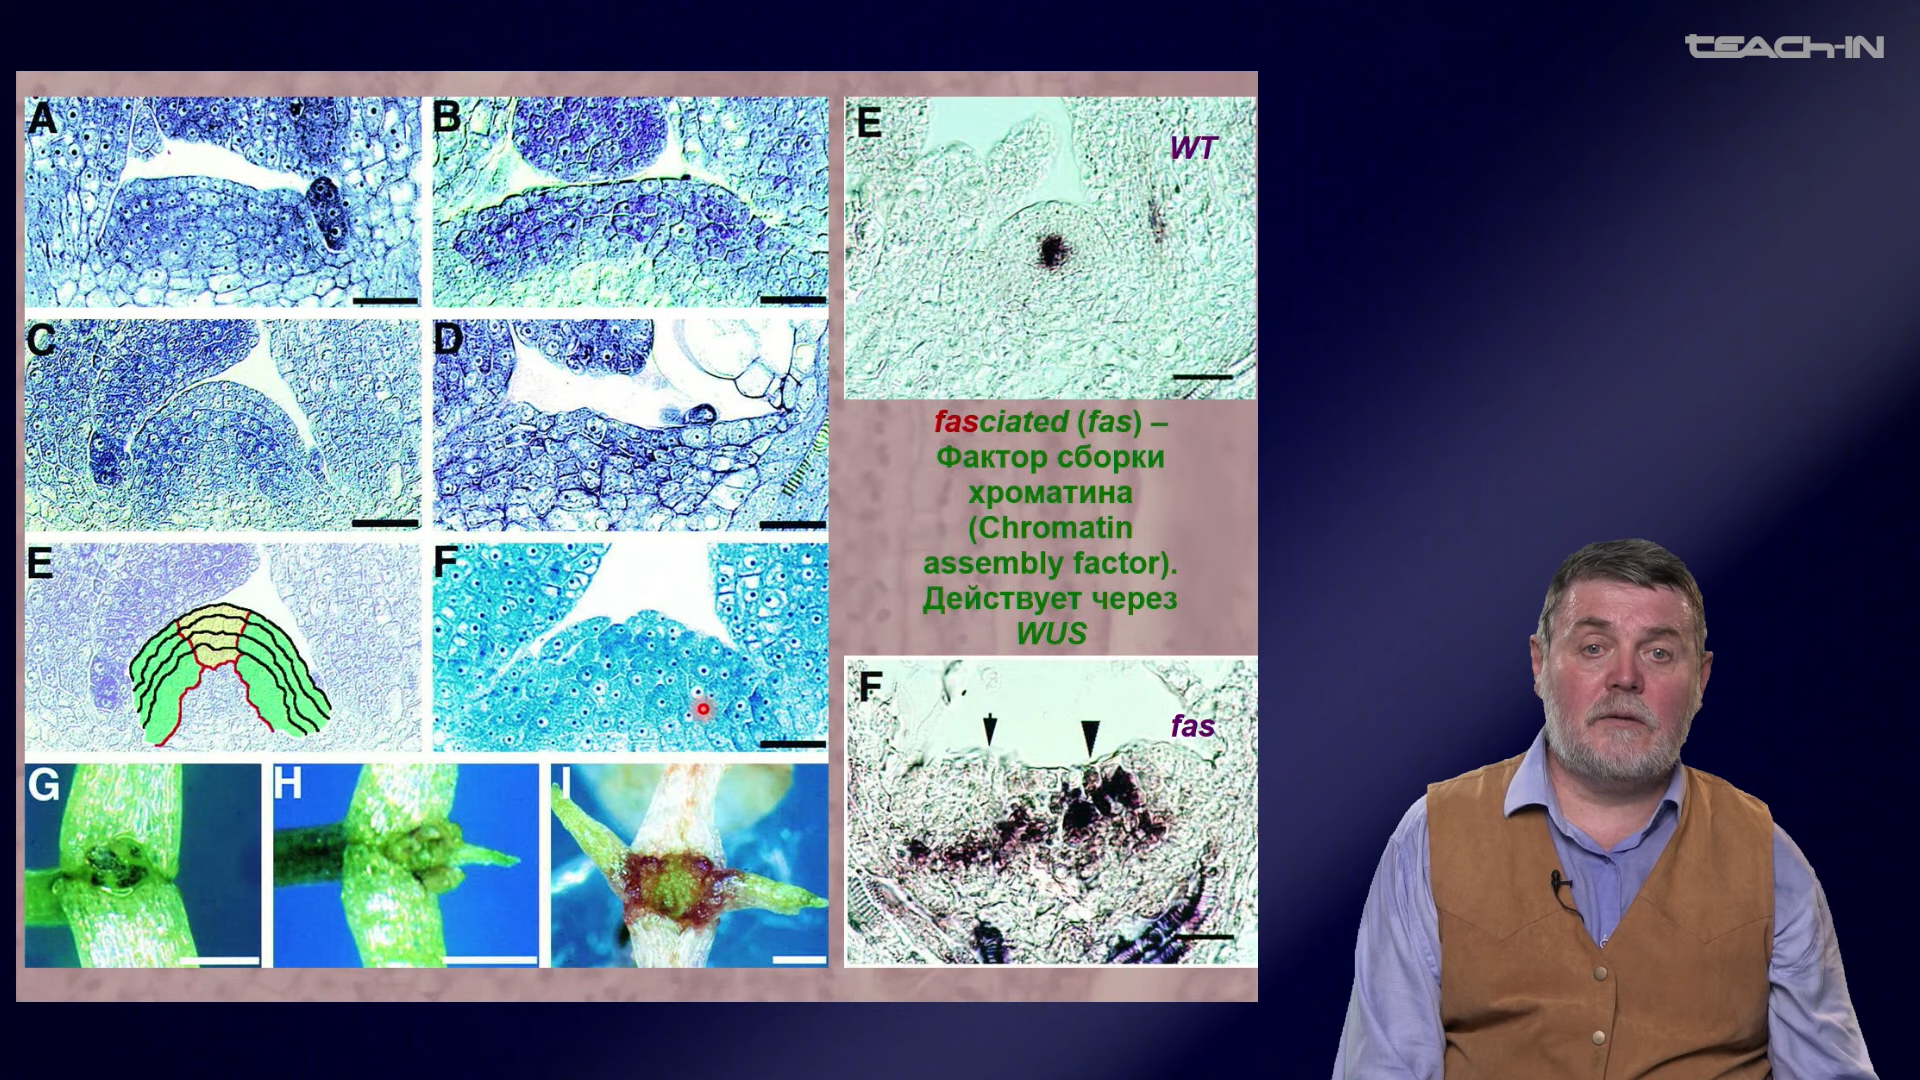 TEACH-IN
A
B
C
D
E
F
G
H
I
E
WT
fasciated (fas) –
Фактор сборки
хроматина
(Chromatin
assembly factor).
Действует через
WUS
F
fas